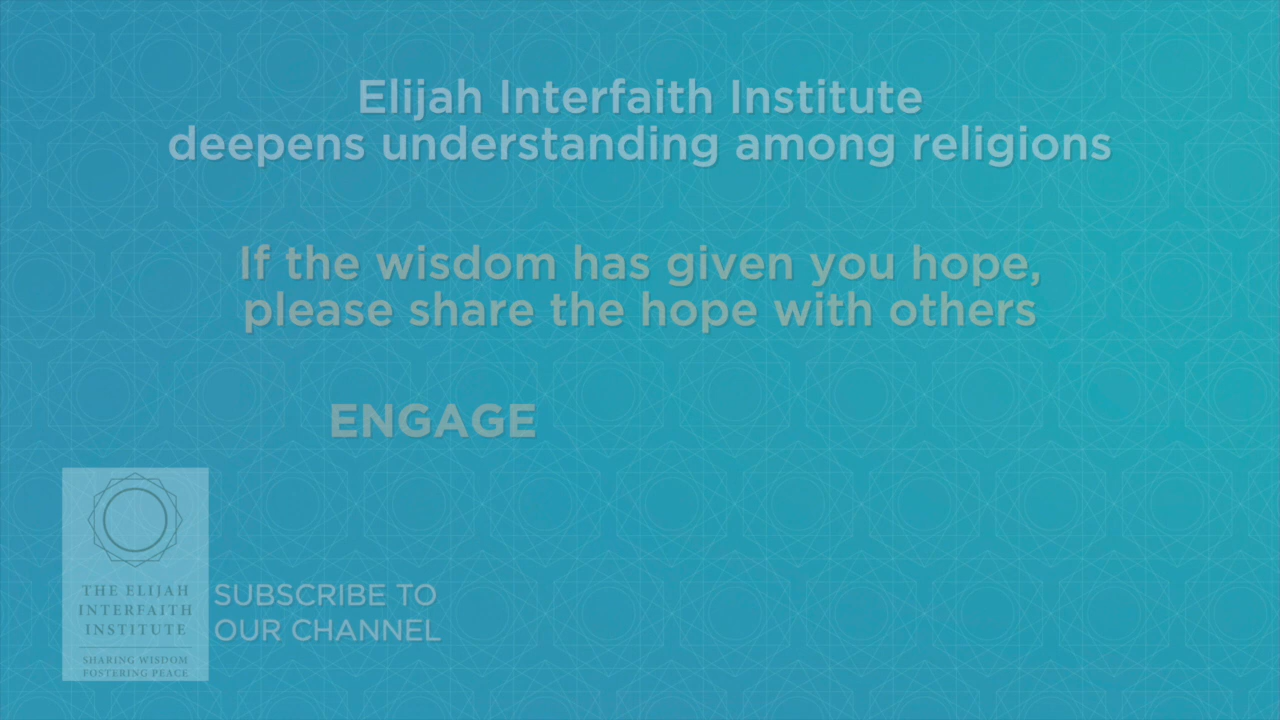 Elijah Interfaith Institute
deepens understanding among religions
If the wisdom has given you hope,
please share the hope with others
ENGAGE
THE ELIJAH
INTERFAITH
INSTITUTE
SHARING WISDOM
FOSTERING PEACE
SUBSCRIBE TO
OUR CHANNEL